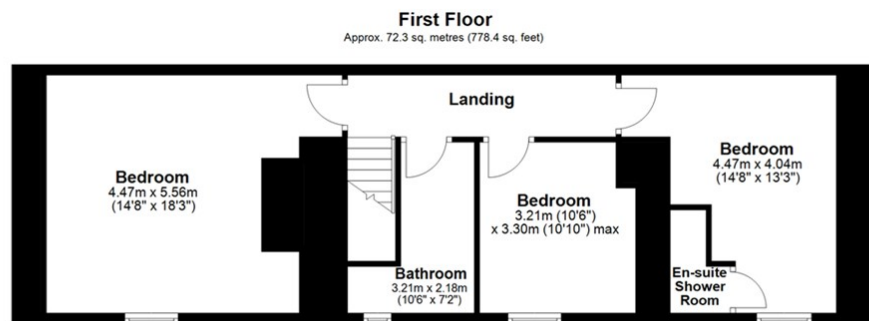 First Floor
Approx. 72.3 sq. metres (778.4 sq. feet)
Landing
Bedroom
4.47m x 5.56m
(14'8" x 18'3")
Bedroom
4.47m x 4.04m
(14'8" x 13'3")
Bedroom
3.21m (10'6")
x 3.30m (10'10") max
Bathroom
3.21m x 2.18m
(10'6" x 7'2")
En-suite
Shower
Room